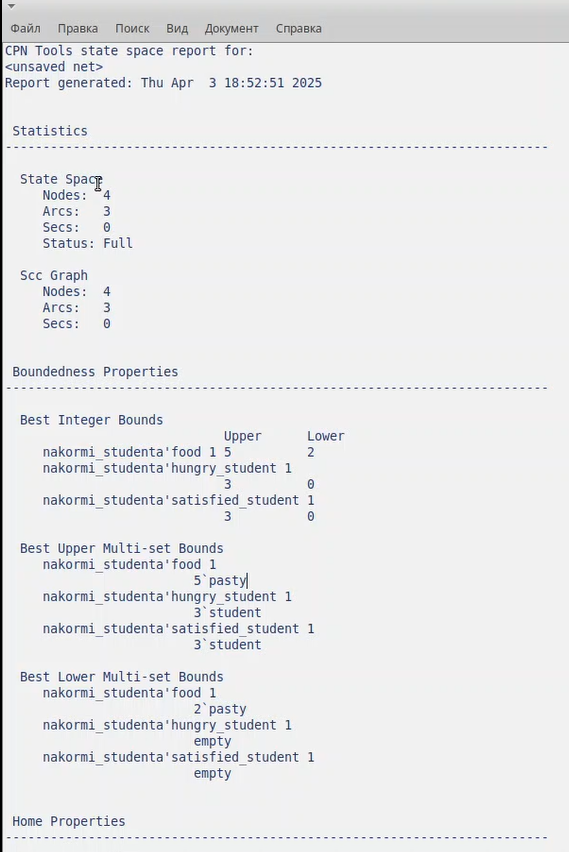 Файл Правка Поиск Вид Документ Справка
CPN Tools state space report for:
<unsaved net>
Report generated: Thu Apr  3 18:52:51 2025
Statistics
------------------------------------------------------------------------
State Space
Nodes:  4
Arcs:   3
Secs:   0
Status: Full
Scc Graph
Nodes:  4
Arcs:   3
Secs:   0
Boundedness Properties
------------------------------------------------------------------------
Best Integer Bounds
Upper      Lower
nakormi_studenta'food 1 5          2
nakormi_studenta'hungry_student 1
3          0
nakormi_studenta'satisfied_student 1
3          0
Best Upper Multi-set Bounds
nakormi_studenta'food 1
5`pasty
nakormi_studenta'hungry_student 1
3`student
nakormi_studenta'satisfied_student 1
3`student
Best Lower Multi-set Bounds
nakormi_studenta'food 1
2`pasty
nakormi_studenta'hungry_student 1
empty
nakormi_studenta'satisfied_student 1
empty
Home Properties
------------------------------------------------------------------------